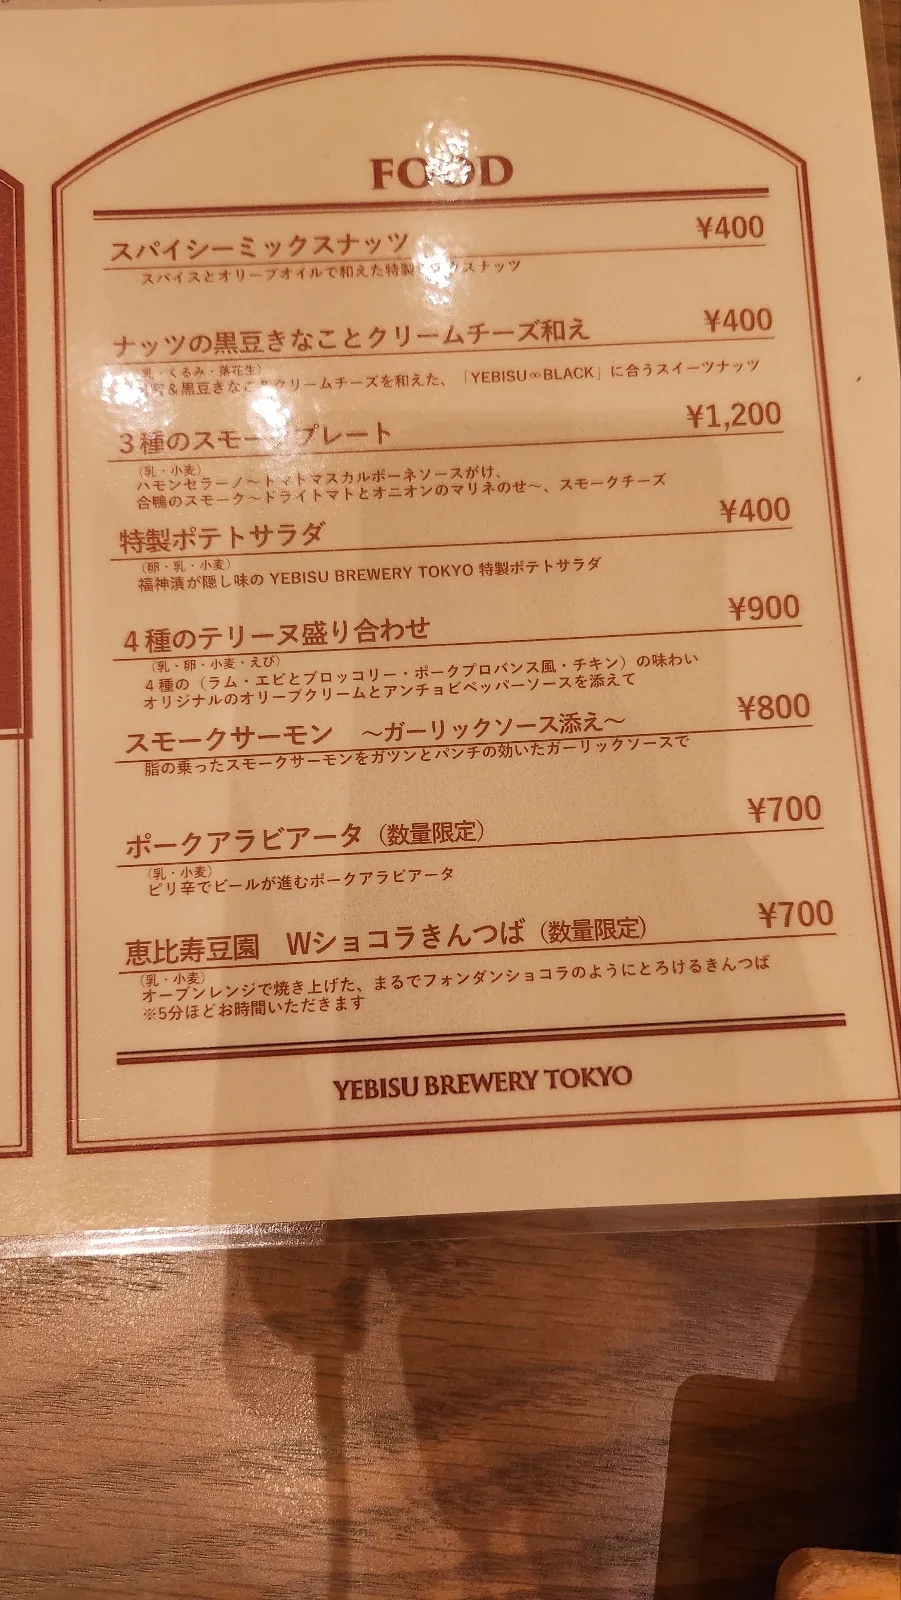 FOOD
スパイシーミックスナッツ ¥400
スパイスとオリーブオイルで和えた特製ミックスナッツ
ナッツの黒豆きなことクリームチーズ和え ¥400
(乳・くるみ・落花生)
&黒豆きなこ&クリームチーズを和えた、「YEBISU∞BLACK」に合うスイーツナッツ
3種のスモークプレート ¥1,200
(乳・小麦)
ハモンセラーノ～トマトマスカルポーネソースがけ、
合鴨のスモーク～ドライトマトとオニオンのマリネのせ～、スモークチーズ
特製ポテトサラダ ¥400
(卵・乳・小麦)
福神漬が隠し味の YEBISU BREWERY TOKYO 特製ポテトサラダ
4種のテリーヌ盛り合わせ ¥900
(乳・卵・小麦・えび)
4種の(ラム・エビとブロッコリー・ポークプロバンス風・チキン)の味わい
オリジナルのオリーブクリームとアンチョビペッパーソースを添えて
スモークサーモン ～ガーリックソース添え～ ¥800
脂の乗ったスモークサーモンをガツンとパンチの効いたガーリックソースで
ポークアラビアータ(数量限定) ¥700
(乳・小麦)
ピリ辛でビールが進むポークアラビアータ
恵比寿豆園 Wショコラきんつば(数量限定) ¥700
(乳・小麦)
オーブンレンジで焼き上げた、まるでフォンダンショコラのようにとろけるきんつば
※5分ほどお時間いただきます
YEBISU BREWERY TOKYO